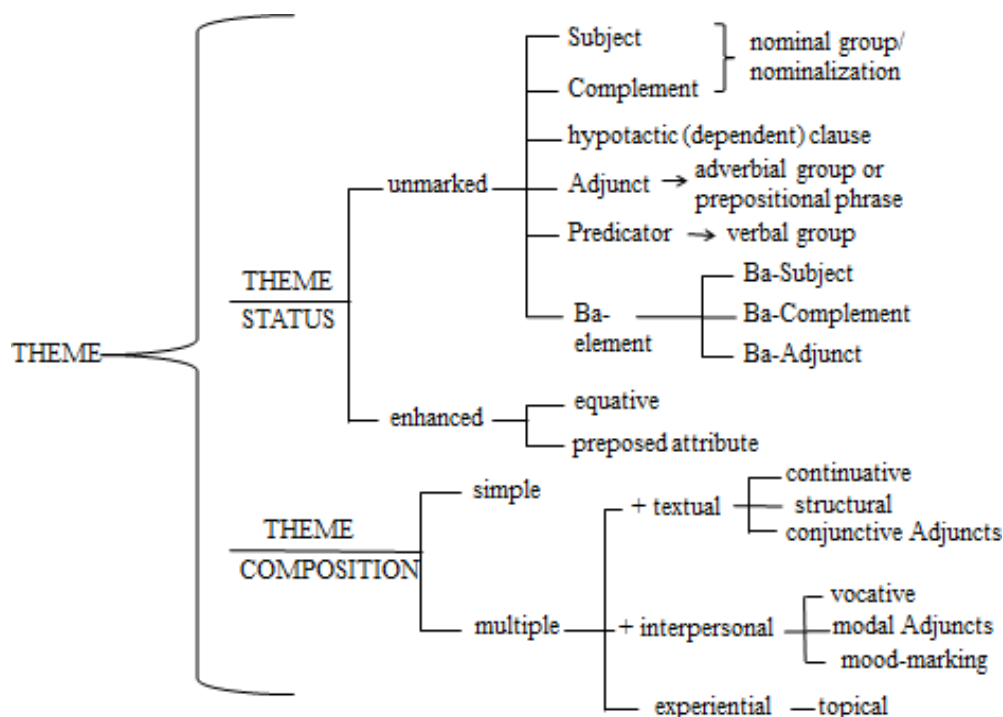 Subject
nominal group/
nominalization
Complement
hypotactic (dependent) clause
unmarked
Adjunct → adverbial group or
prepositional phrase
Predicator → verbal group
THEME
STATUS
Ba-
element
Ba-Subject
Ba-Complement
Ba-Adjunct
THEME
enhanced
equative
preposed attribute
simple
THEME
COMPOSITION
+ textual
continuative
structural
conjunctive Adjuncts
multiple
+ interpersonal
vocative
modal Adjuncts
mood-marking
experiential
topical